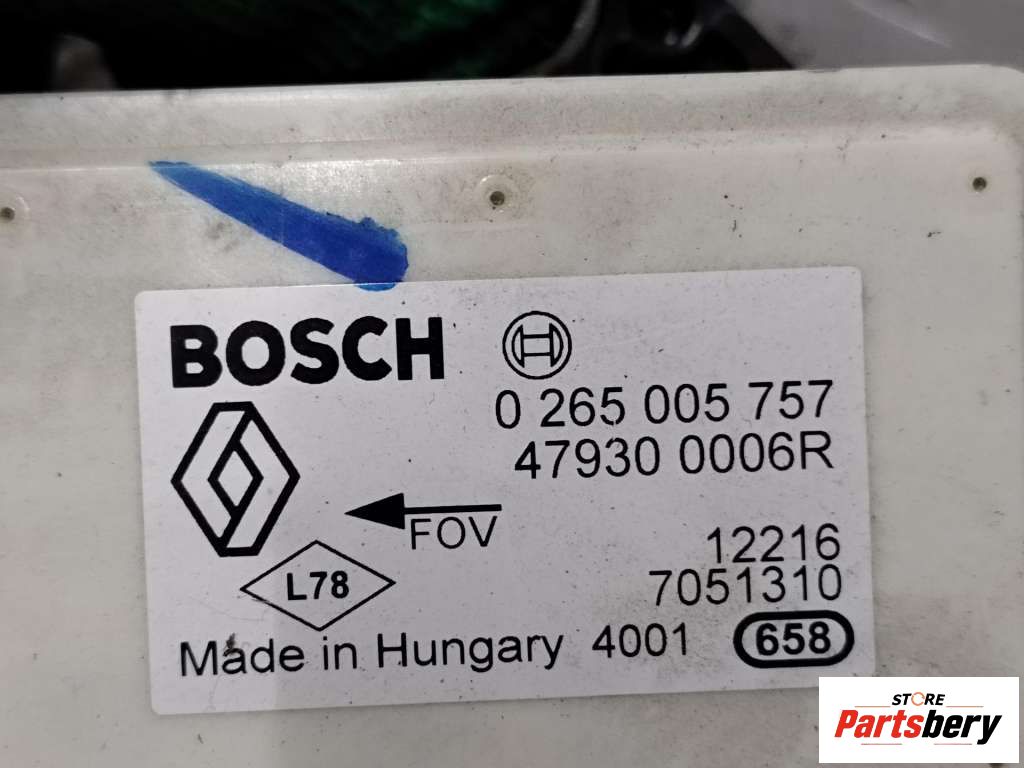 BOSCH
0 265 005 757
47930 0006R
FOV
12216
L78
7051310
Made in Hungary 4001 658
STORE
Partsbery